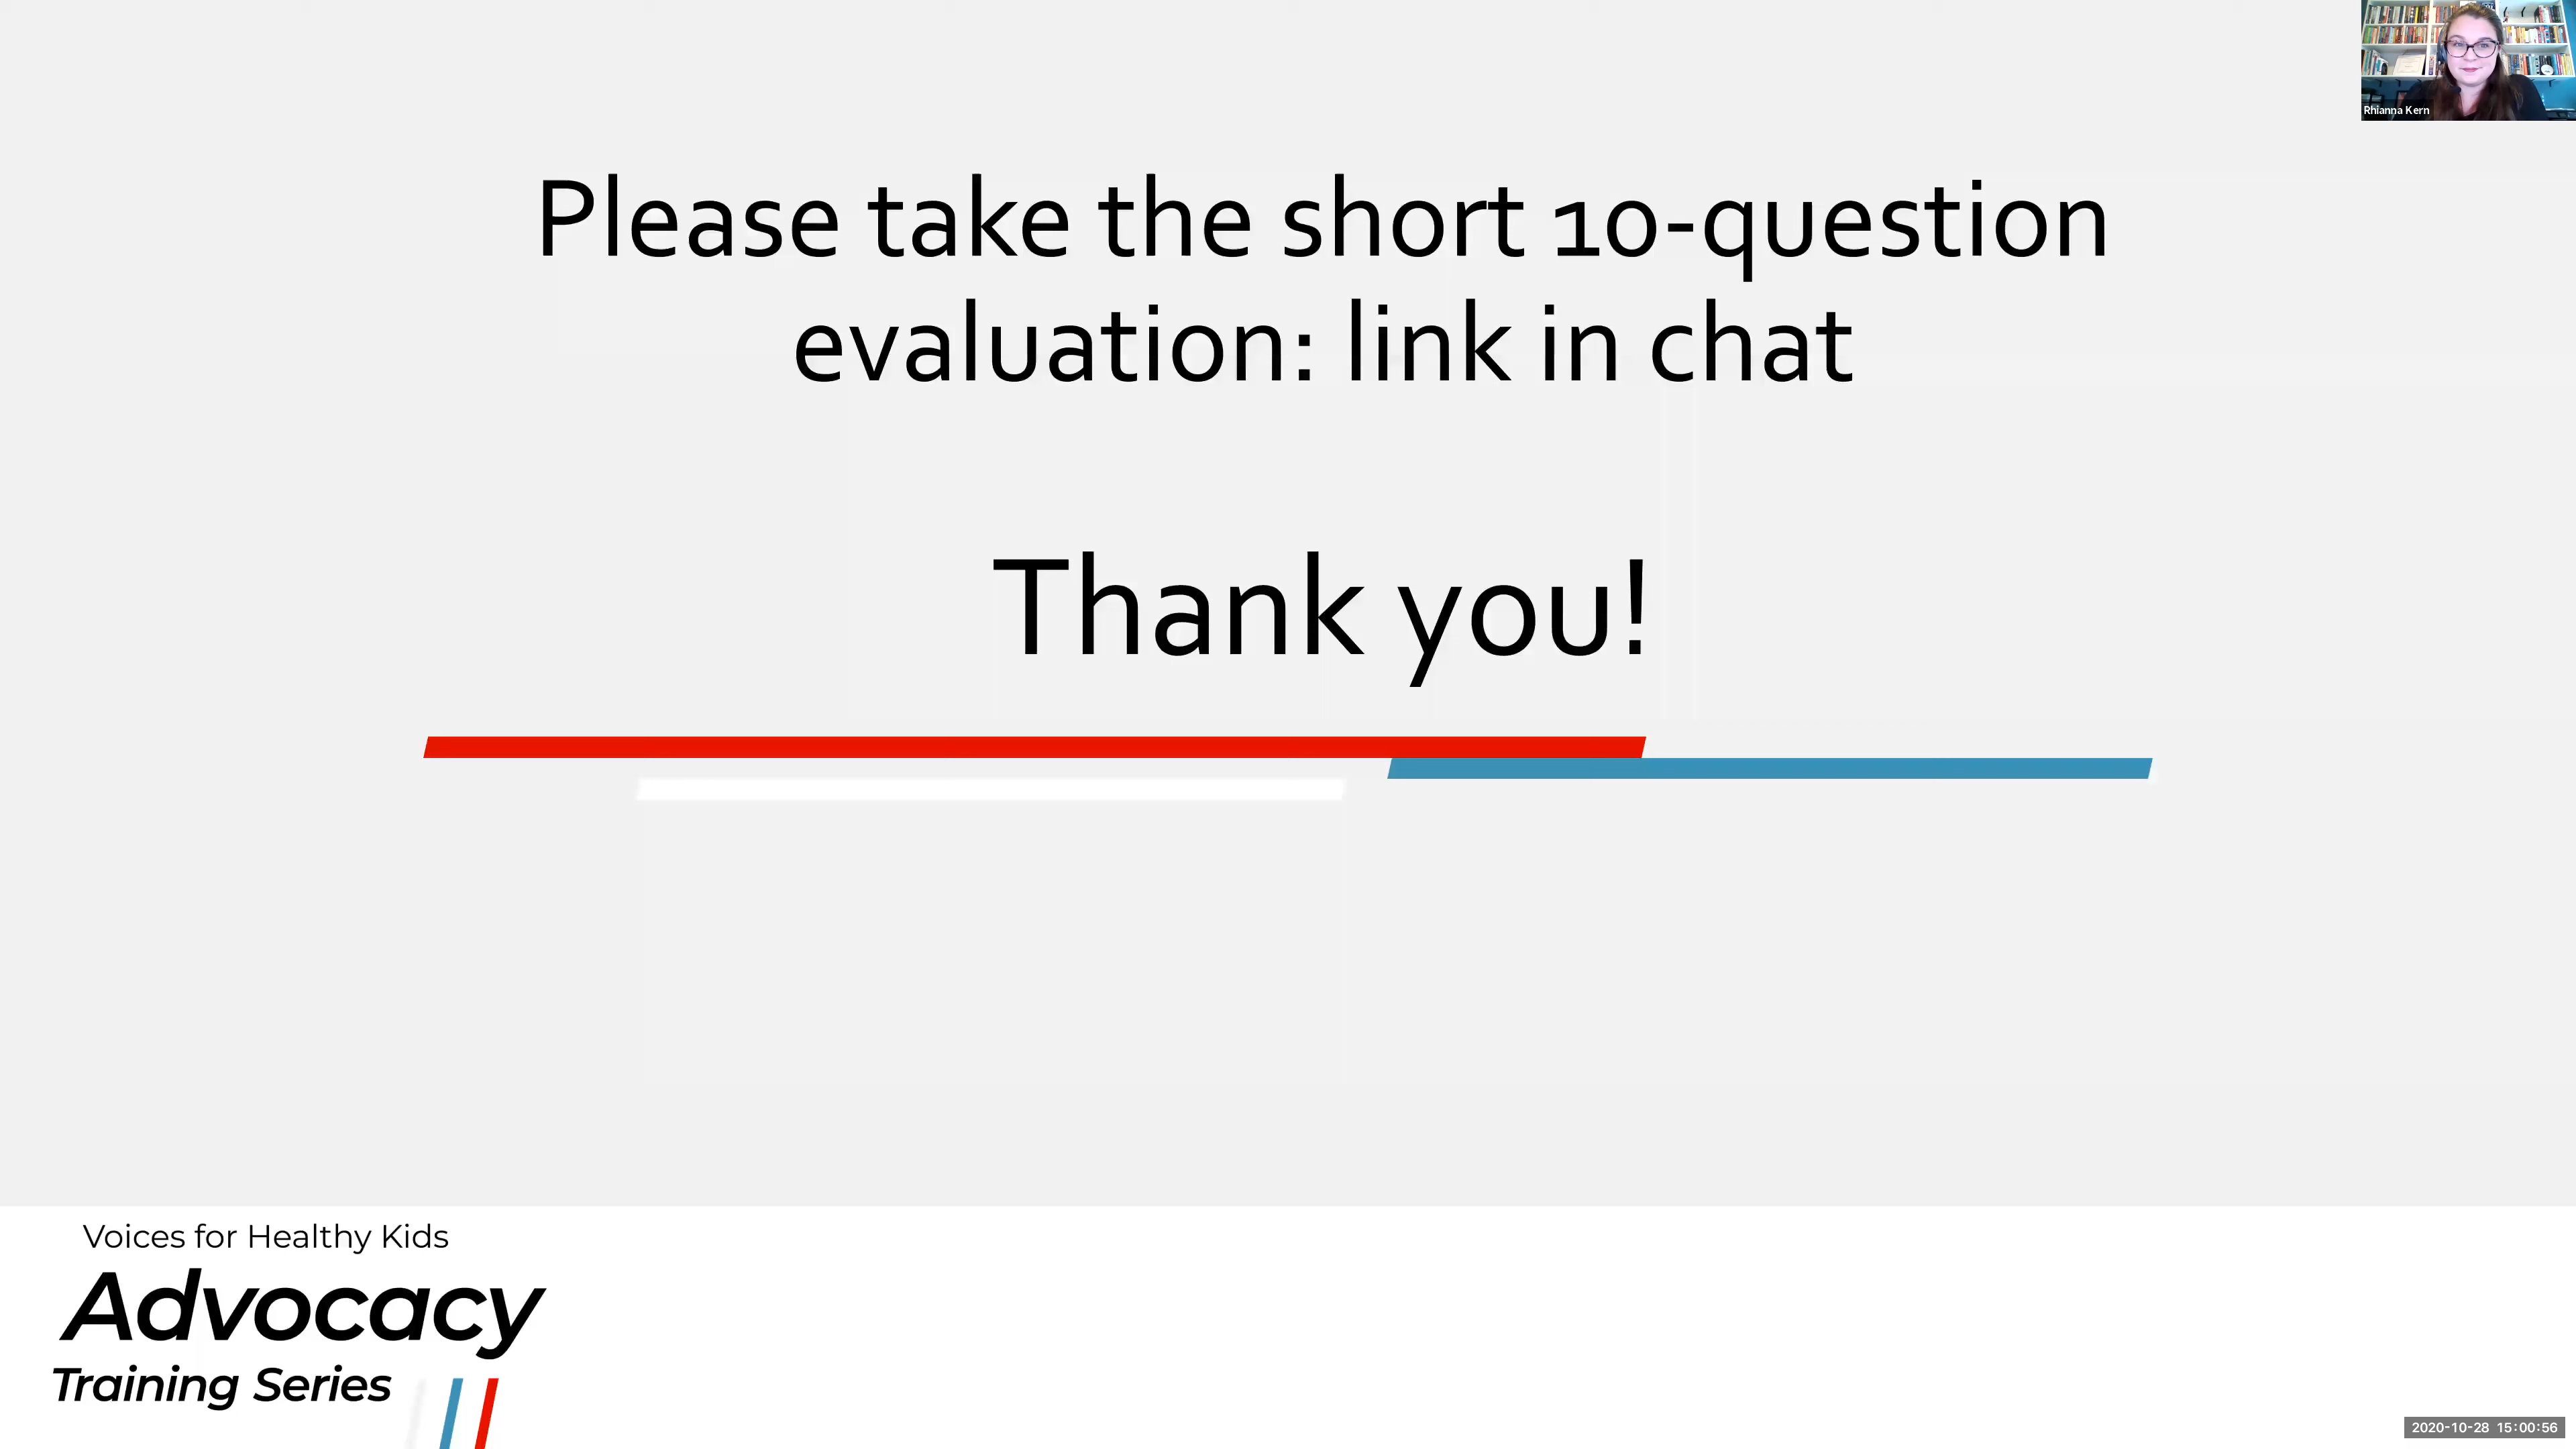 Rhianna Kern
Please take the short 10-question
evaluation: link in chat
Thank you!
Voices for Healthy Kids
Advocacy
Training Series
2020-10-28 15:00:56